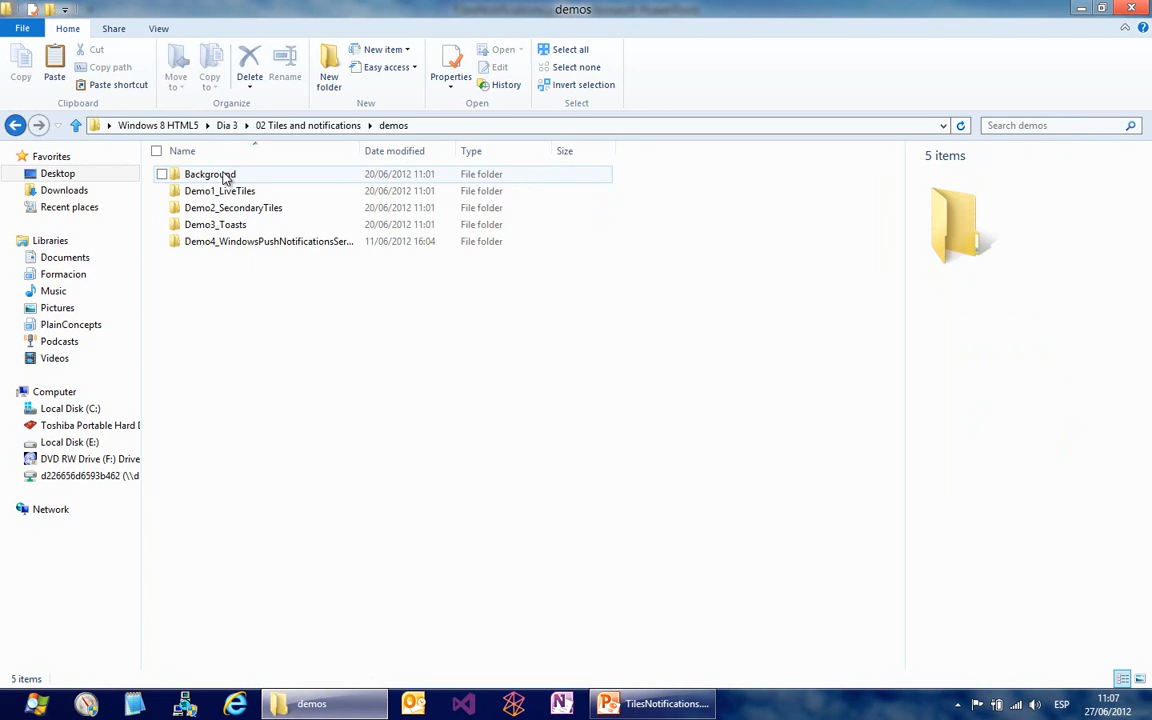 demos
File
Home
Share
View
Copy
Paste
Cut
Copy path
Paste shortcut
Clipboard
Move to
Copy to
Delete
Rename
Organize
New folder
New item
Easy access
New
Properties
Open
Edit
History
Open
Select all
Select none
Invert selection
Select
Windows 8 HTML5
Dia 3
02 Tiles and notifications
demos
Search demos
Favorites
Desktop
Downloads
Recent places
Libraries
Documents
Formacion
Music
Pictures
PlainConcepts
Podcasts
Videos
Computer
Local Disk (C:)
Toshiba Portable Hard D
Local Disk (E:)
DVD RW Drive (F:) Drive
d226656d6593b462 (\\d
Network
Name Date modified Type Size
Background 20/06/2012 11:01 File folder
Demo1_LiveTiles 20/06/2012 11:01 File folder
Demo2_SecondaryTiles 20/06/2012 11:01 File folder
Demo3_Toasts 20/06/2012 11:01 File folder
Demo4_WindowsPushNotificationsSer... 11/06/2012 16:04 File folder
5 items
5 items
demos
TilesNotifications....
ESP
11:07
27/06/2012